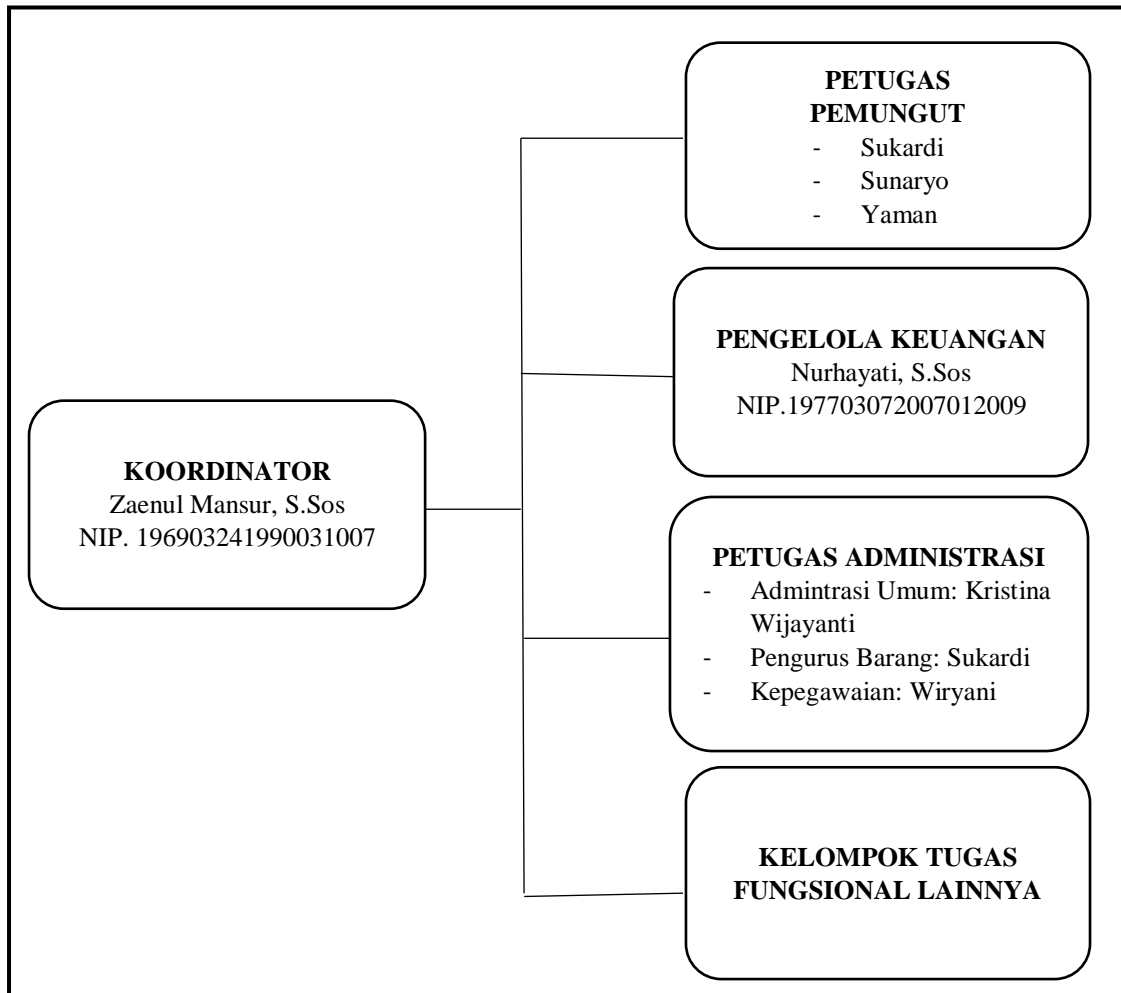 PETUGAS
PEMUNGUT
- Sukardi
- Sunaryo
- Yaman
PENGELOLA KEUANGAN
Nurhayati, S.Sos
NIP.197703072007012009
KOORDINATOR
Zaenul Mansur, S.Sos
NIP. 196903241990031007
PETUGAS ADMINISTRASI
- Admintrasi Umum: Kristina
Wijayanti
- Pengurus Barang: Sukardi
- Kepegawaian: Wiryani
KELOMPOK TUGAS
FUNGSIONAL LAINNYA